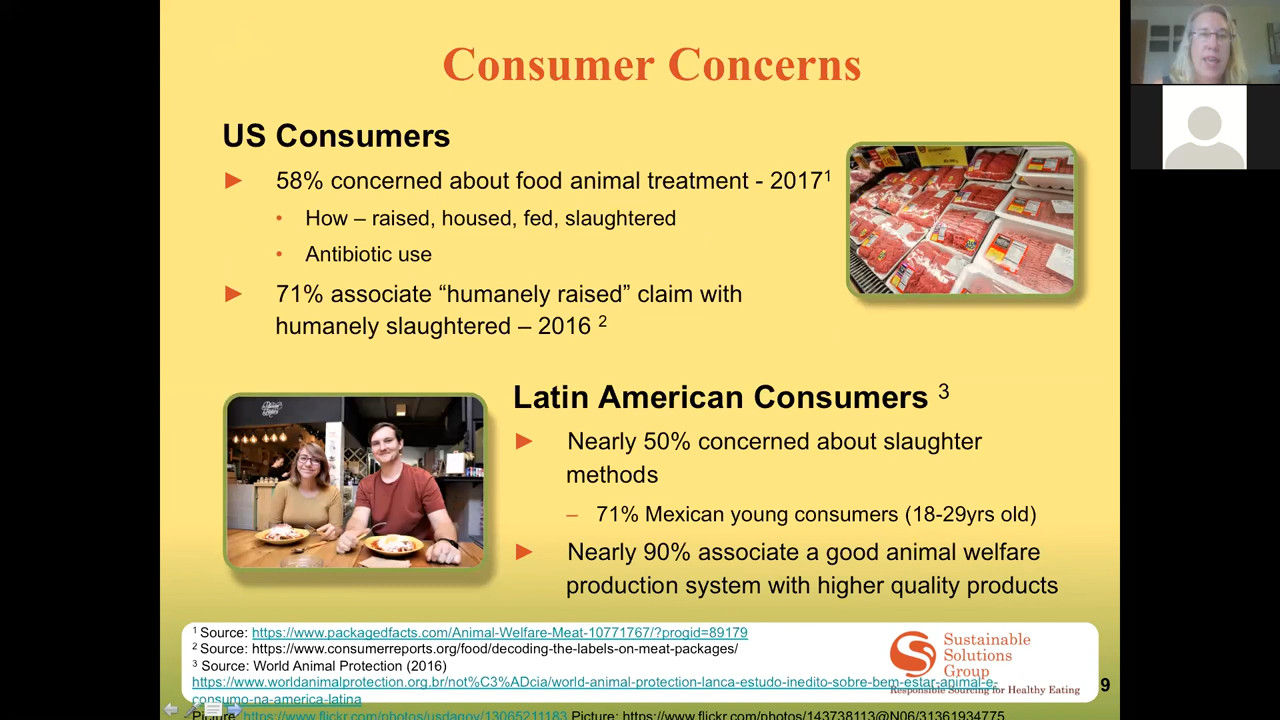 Consumer Concerns
US Consumers
58% concerned about food animal treatment - 2017¹
How – raised, housed, fed, slaughtered
Antibiotic use
71% associate “humanely raised” claim with
humanely slaughtered – 2016 ²
Latin American Consumers ³
Nearly 50% concerned about slaughter
methods
71% Mexican young consumers (18-29yrs old)
Nearly 90% associate a good animal welfare
production system with higher quality products
¹ Source: https://www.packagedfacts.com/Animal-Welfare-Meat-10771767/?progid=89179
² Source: https://www.consumerreports.org/food/decoding-the-labels-on-meat-packages/
³ Source: World Animal Protection (2016)
https://www.worldanimalprotection.org.br/not%C3%ADcia/world-animal-protection-lanca-estudo-inedito-sobre-bem-estar-animal-e-
consumo-na-america-latina
Picture: https://www.flickr.com/photos/usdagov/13065211183 Picture: https://www.flickr.com/photos/143738113@N06/31361934775
Sustainable
Solutions
Group
Responsible Sourcing for Healthy Eating
9